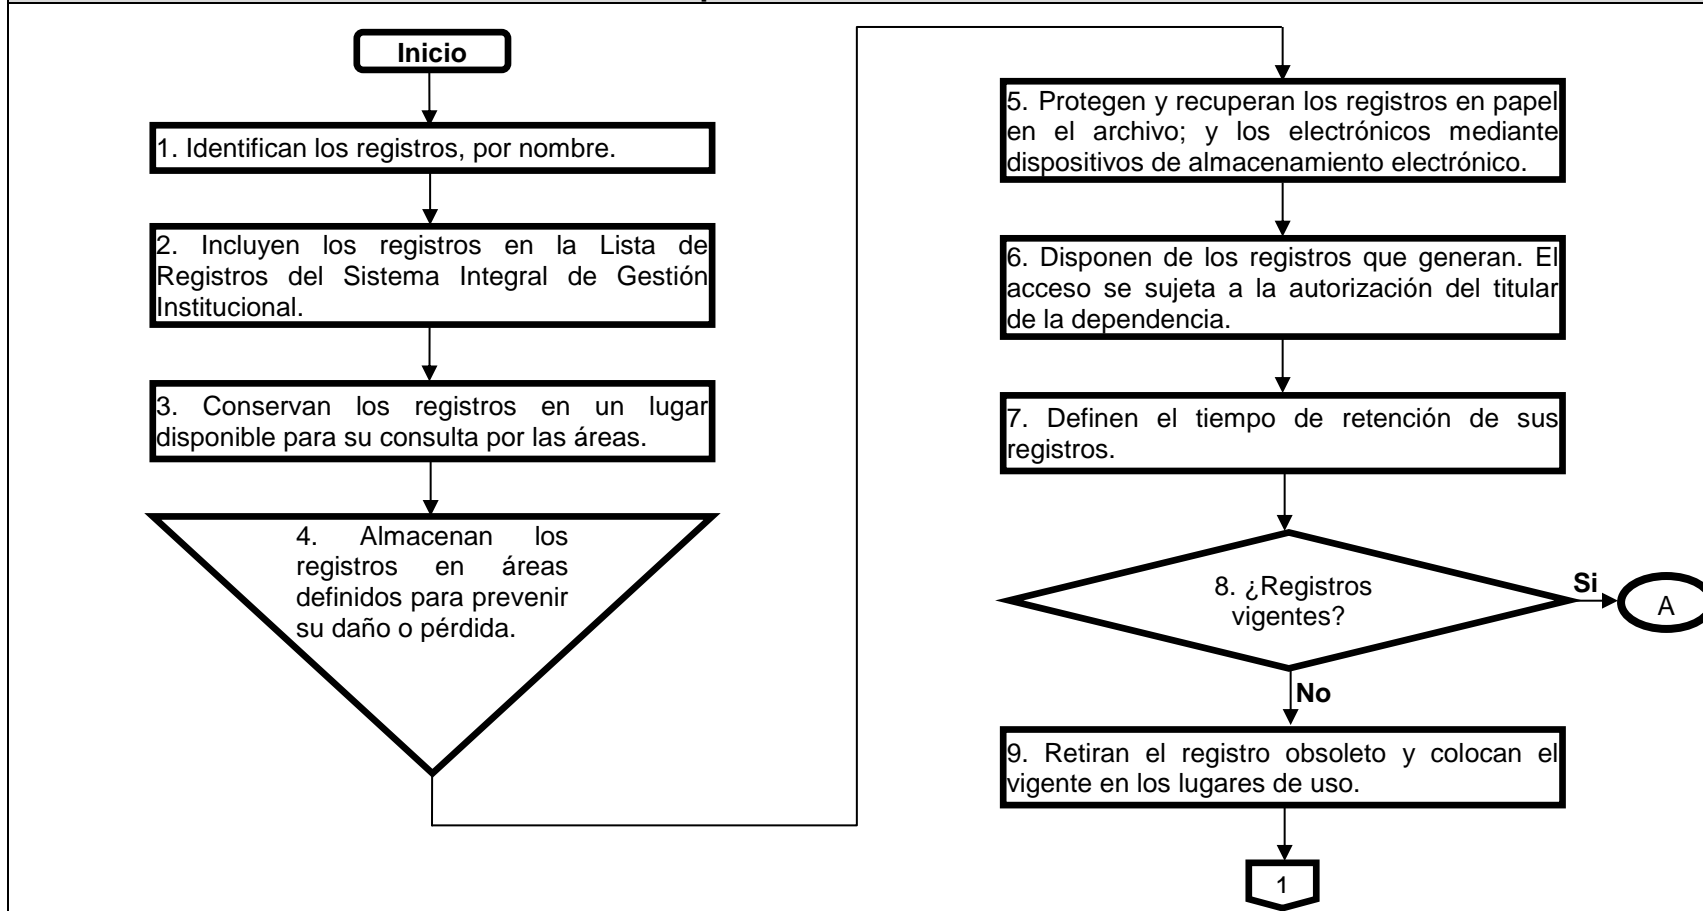 Inicio
1. Identifican los registros, por nombre.
2. Incluyen los registros en la Lista de
Registros del Sistema Integral de Gestión
Institucional.
3. Conservan los registros en un lugar
disponible para su consulta por las áreas.
4. Almacenan los
registros en áreas
definidos para prevenir
su daño o pérdida.
5. Protegen y recuperan los registros en papel
en el archivo; y los electrónicos mediante
dispositivos de almacenamiento electrónico.
6. Disponen de los registros que generan. El
acceso se sujeta a la autorización del titular
de la dependencia.
7. Definen el tiempo de retención de sus
registros.
8. ¿Registros
vigentes?
Si
A
No
9. Retiran el registro obsoleto y colocan el
vigente en los lugares de uso.
1